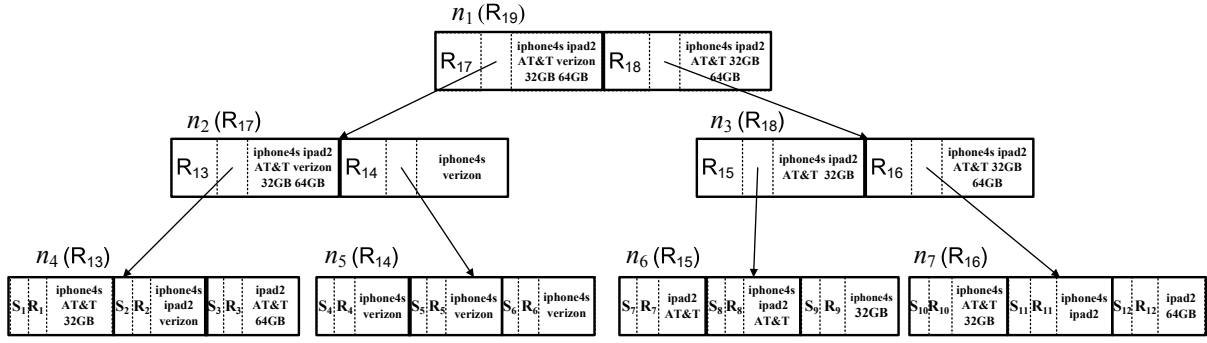 n1 (R19)
R17
iphone4s ipad2
AT&T verizon
32GB 64GB
R18
iphone4s ipad2
AT&T 32GB
64GB
n2 (R17)
R13
iphone4s ipad2
AT&T verizon
32GB 64GB
R14
iphone4s
verizon
n3 (R18)
R15
iphone4s ipad2
AT&T 32GB
R16
iphone4s ipad2
AT&T 32GB
64GB
n4 (R13)
S1 R1
iphone4s
AT&T
32GB
S2 R2
iphone4s
ipad2
verizon
S3 R3
ipad2
AT&T
64GB
n5 (R14)
S4 R4
iphone4s
verizon
S5 R5
iphone4s
verizon
S6 R6
iphone4s
verizon
n6 (R15)
S7 R7
ipad2
AT&T
S8 R8
iphone4s
ipad2
AT&T
S9 R9
iphone4s
32GB
n7 (R16)
S10 R10
iphone4s
AT&T
32GB
S11 R11
iphone4s
ipad2
S12 R12
ipad2
64GB